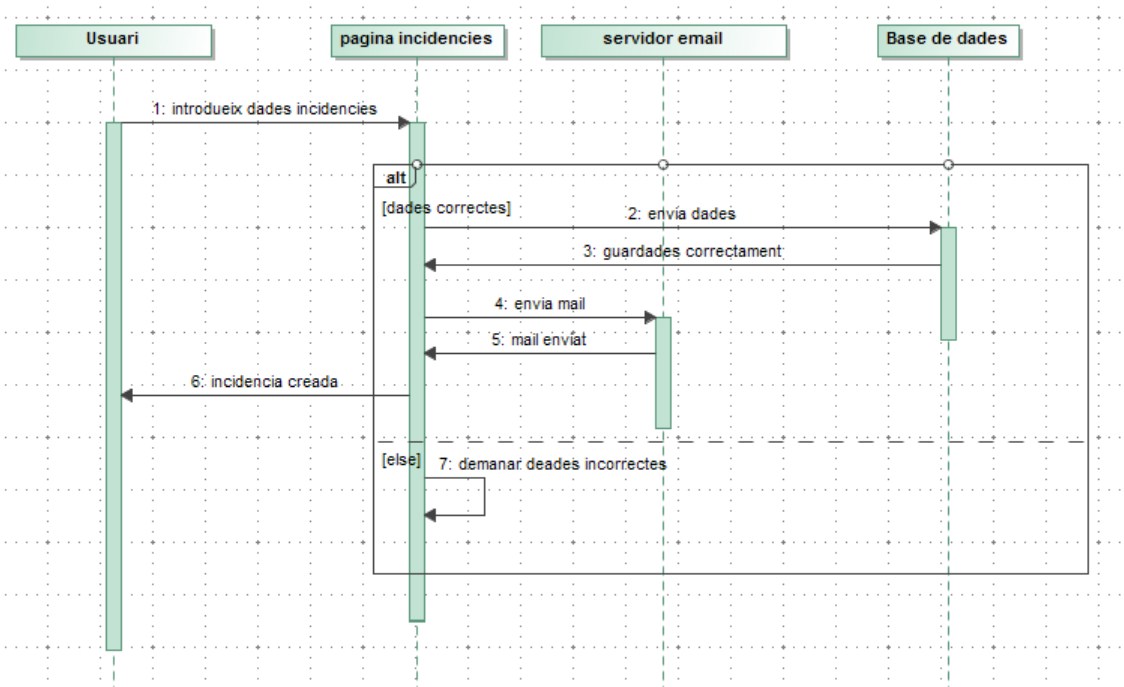 Usuari
pagina incidencies
servidor email
Base de dades
1: introdueix dades incidencies
alt
[dades correctes]
2: envia dades
3: guardades correctament
4: envia mail
5: mail enviat
6: incidencia creada
[else]
7: demanar deades incorrectes